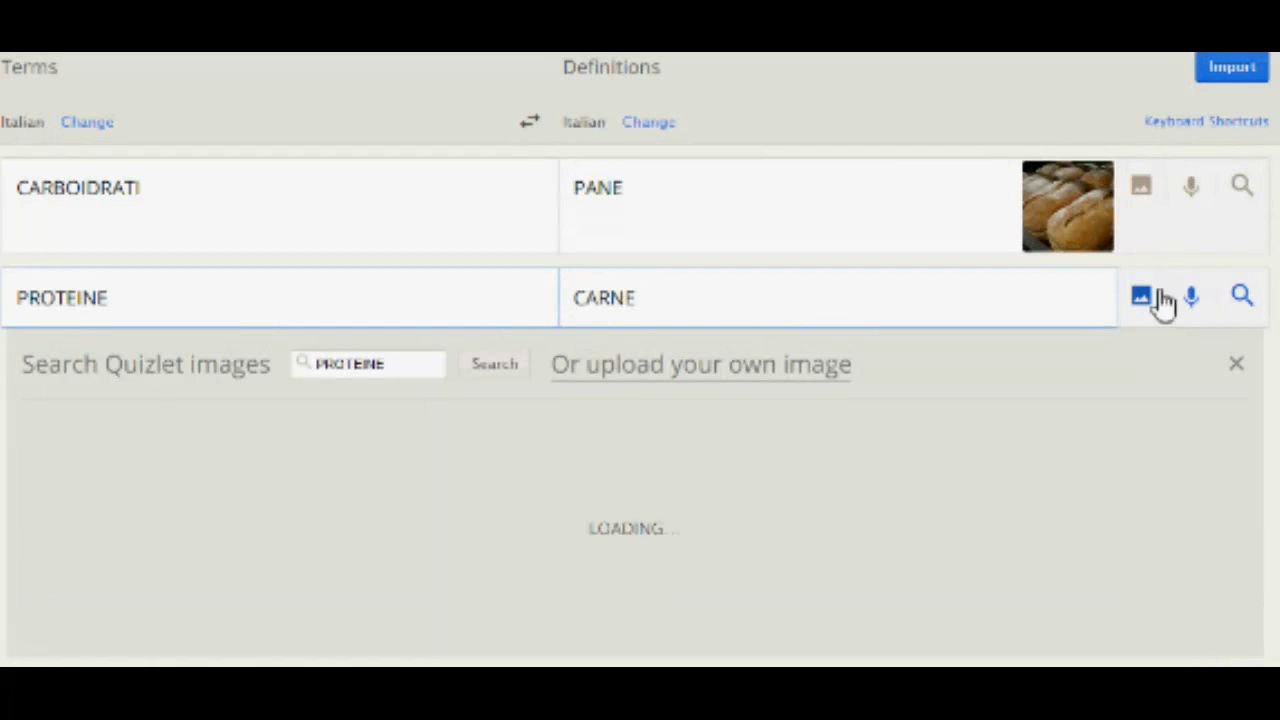 Terms Definitions Import
Italian Change Italian Change Keyboard Shortcuts
CARBOIDRATI PANE
PROTEINE CARNE
Search Quizlet images PROTEINE Search Or upload your own image
LOADING...